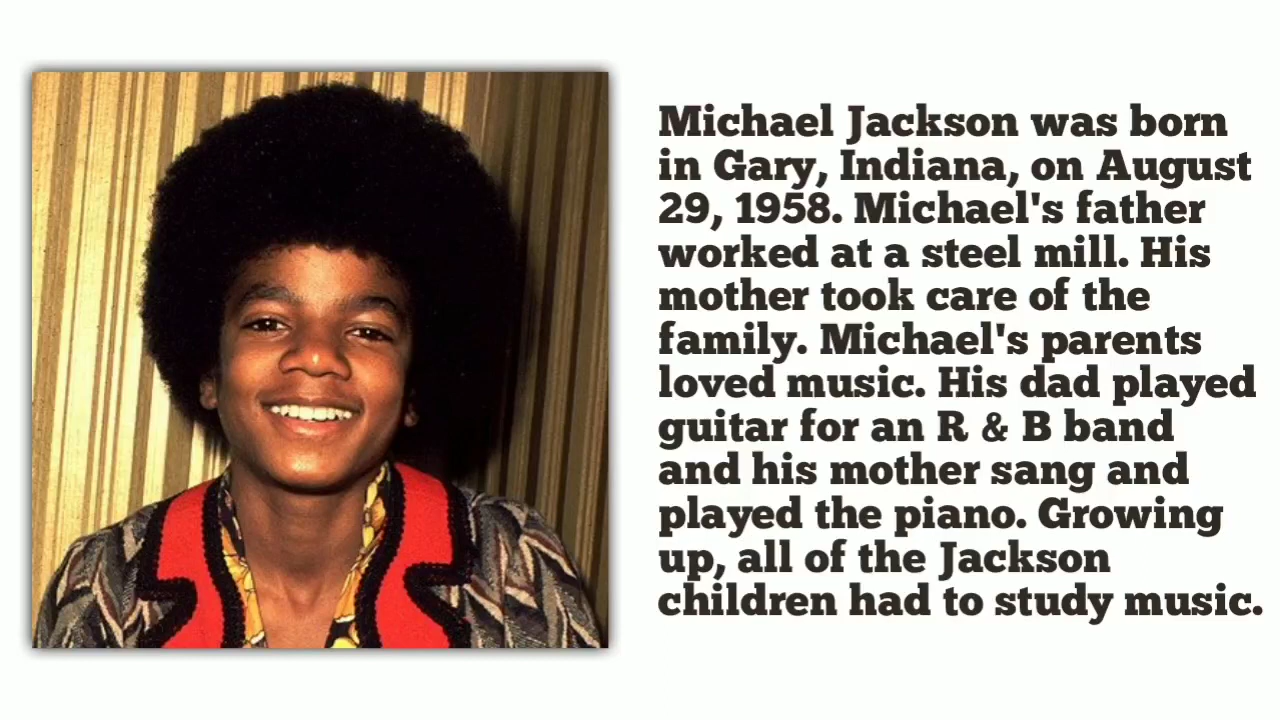 Michael Jackson was born
in Gary, Indiana, on August
29, 1958. Michael's father
worked at a steel mill. His
mother took care of the
family. Michael's parents
loved music. His dad played
guitar for an R & B band
and his mother sang and
played the piano. Growing
up, all of the Jackson
children had to study music.